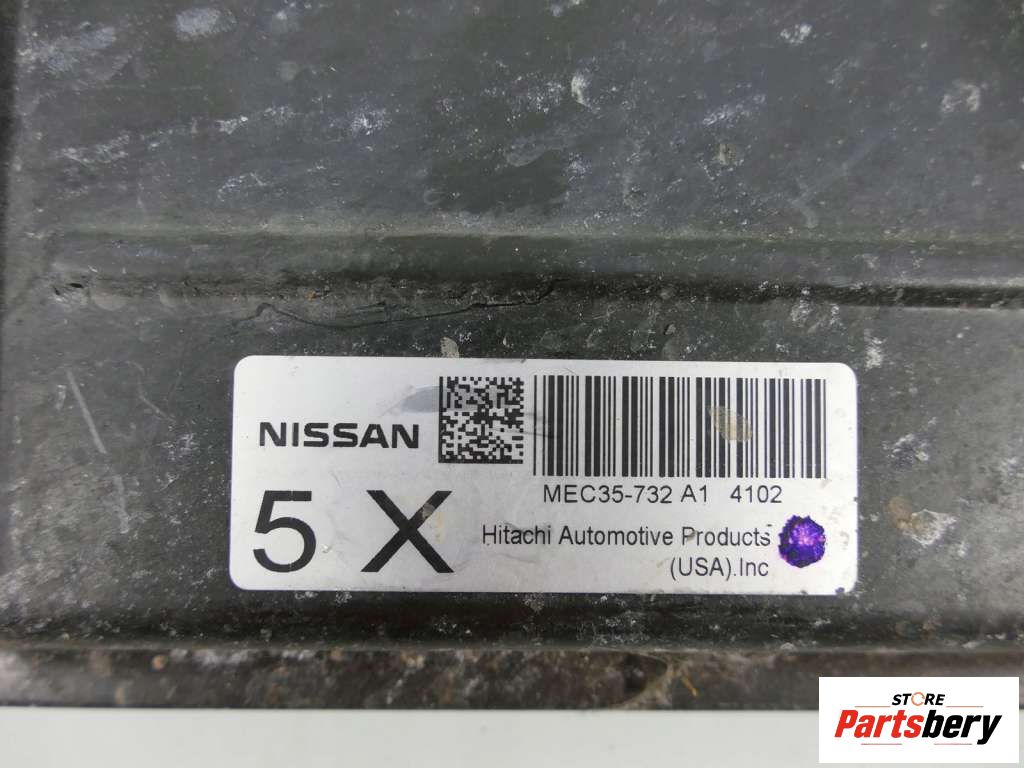 NISSAN
MEC35-732 A1 4102
5 X
Hitachi Automotive Products
(USA).Inc
STORE
Partsbery